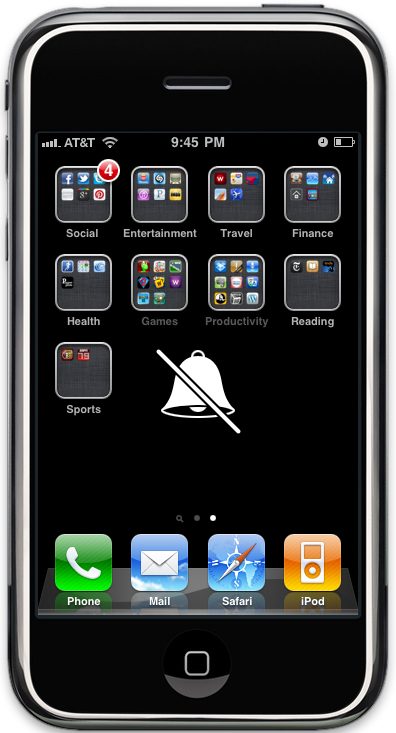 AT&T 9:45 PM
4
Social Entertainment Travel Finance
Health Games Productivity Reading
Sports
Phone Mail Safari iPod